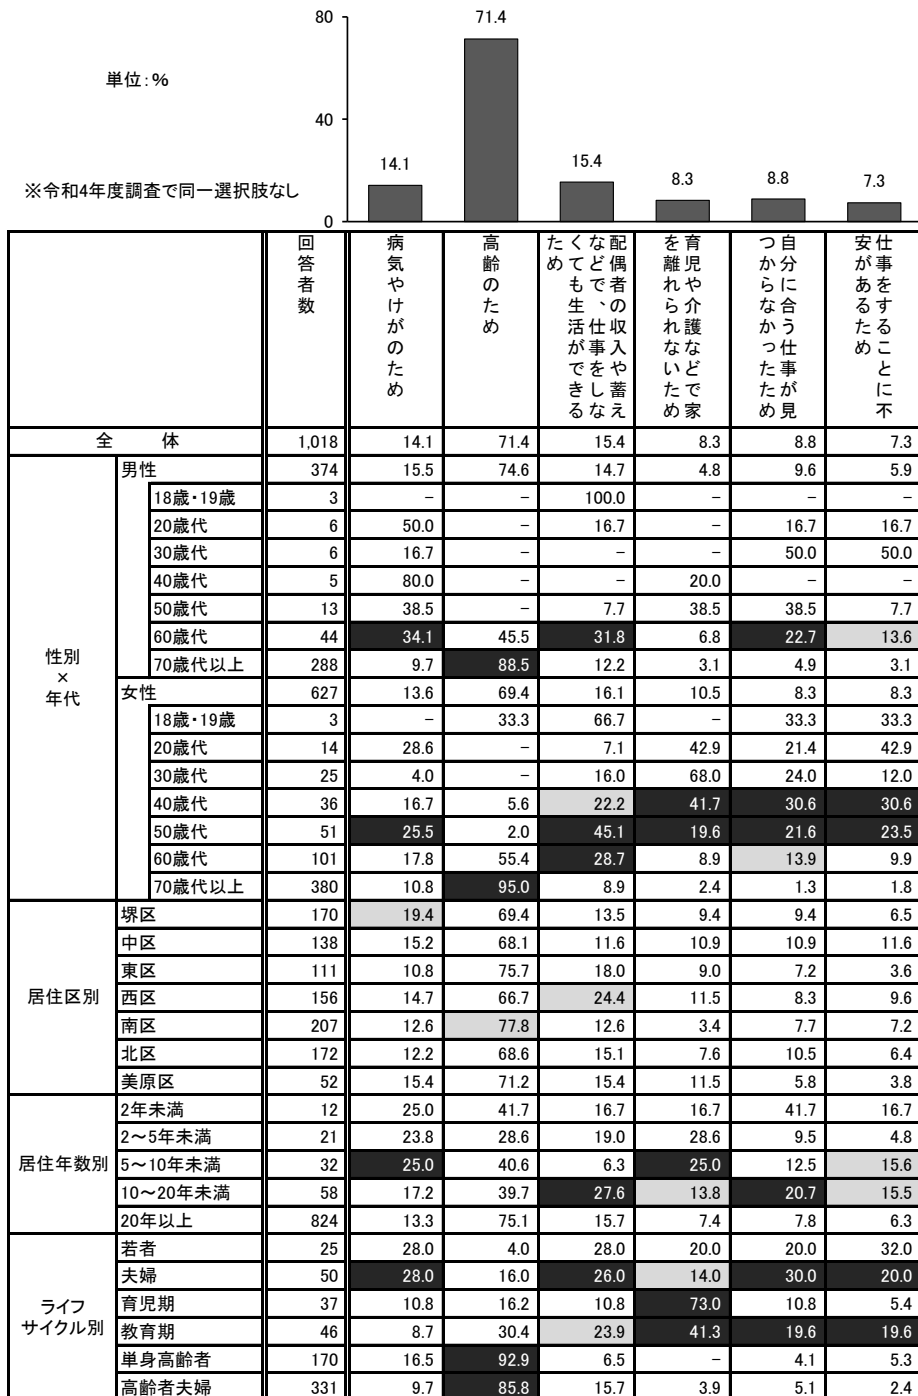 80
71.4
単位：％
40
14.1
15.4
8.3
8.8
7.3
※令和4年度調査で同一選択肢なし
0
回答者数
病気やけがのため
高齢のため
配偶者の収入や蓄え
などで、仕事をしな
くても生活ができる
ため
育児や介護などで家
を離れられないため
自分に合う仕事が見
つからなかったため
仕事をすることに不
安があるため
全 体 1,018 14.1 71.4 15.4 8.3 8.8 7.3
性別
×
年代
男性 374 15.5 74.6 14.7 4.8 9.6 5.9
18歳・19歳 3 − − 100.0 − − −
20歳代 6 50.0 − 16.7 − 16.7 16.7
30歳代 6 16.7 − − − 50.0 50.0
40歳代 5 80.0 − − 20.0 − −
50歳代 13 38.5 − 7.7 38.5 38.5 7.7
60歳代 44 34.1 45.5 31.8 6.8 22.7 13.6
70歳代以上 288 9.7 88.5 12.2 3.1 4.9 3.1
女性 627 13.6 69.4 16.1 10.5 8.3 8.3
18歳・19歳 3 − 33.3 66.7 − 33.3 33.3
20歳代 14 28.6 − 7.1 42.9 21.4 42.9
30歳代 25 4.0 − 16.0 68.0 24.0 12.0
40歳代 36 16.7 5.6 22.2 41.7 30.6 30.6
50歳代 51 25.5 2.0 45.1 19.6 21.6 23.5
60歳代 101 17.8 55.4 28.7 8.9 13.9 9.9
70歳代以上 380 10.8 95.0 8.9 2.4 1.3 1.8
居住区別
堺区 170 19.4 69.4 13.5 9.4 9.4 6.5
中区 138 15.2 68.1 11.6 10.9 10.9 11.6
東区 111 10.8 75.7 18.0 9.0 7.2 3.6
西区 156 14.7 66.7 24.4 11.5 8.3 9.6
南区 207 12.6 77.8 12.6 3.4 7.7 7.2
北区 172 12.2 68.6 15.1 7.6 10.5 6.4
美原区 52 15.4 71.2 15.4 11.5 5.8 3.8
居住年数別
2年未満 12 25.0 41.7 16.7 16.7 41.7 16.7
2～5年未満 21 23.8 28.6 19.0 28.6 9.5 4.8
5～10年未満 32 25.0 40.6 6.3 25.0 12.5 15.6
10～20年未満 58 17.2 39.7 27.6 13.8 20.7 15.5
20年以上 824 13.3 75.1 15.7 7.4 7.8 6.3
ライフ
サイクル別
若者 25 28.0 4.0 28.0 20.0 20.0 32.0
夫婦 50 28.0 16.0 26.0 14.0 30.0 20.0
育児期 37 10.8 16.2 10.8 73.0 10.8 5.4
教育期 46 8.7 30.4 23.9 41.3 19.6 19.6
単身高齢者 170 16.5 92.9 6.5 − 4.1 5.3
高齢者夫婦 331 9.7 85.8 15.7 3.9 5.1 2.4